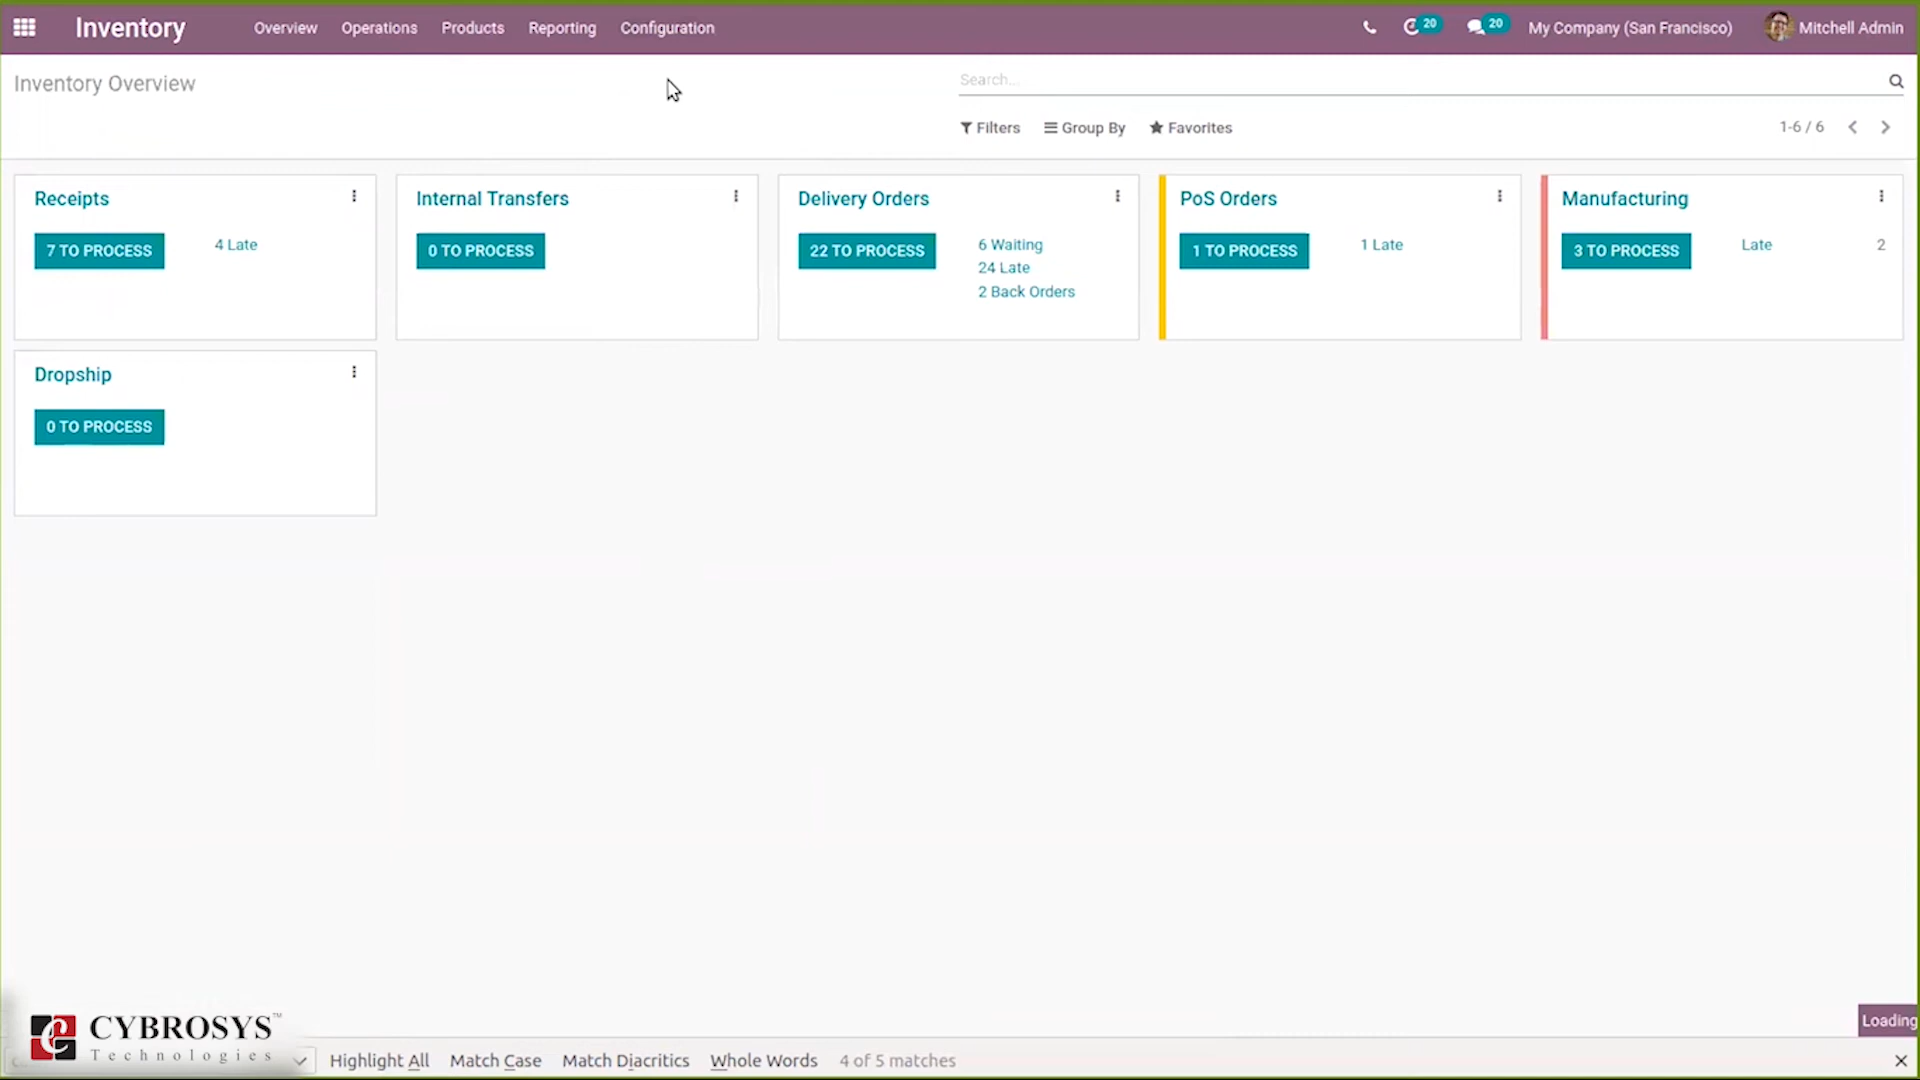 Inventory Overview Operations Products Reporting Configuration 20 20 My Company (San Francisco) Mitchell Admin
Inventory Overview
Search...
Filters Group By Favorites 1-6 / 6
Receipts
7 TO PROCESS
4 Late
Internal Transfers
0 TO PROCESS
Delivery Orders
22 TO PROCESS
6 Waiting
24 Late
2 Back Orders
PoS Orders
1 TO PROCESS
1 Late
Manufacturing
3 TO PROCESS
Late 2
Dropship
0 TO PROCESS
Loading
CYBROSYS™
Technologies
Highlight All Match Case Match Diacritics Whole Words 4 of 5 matches